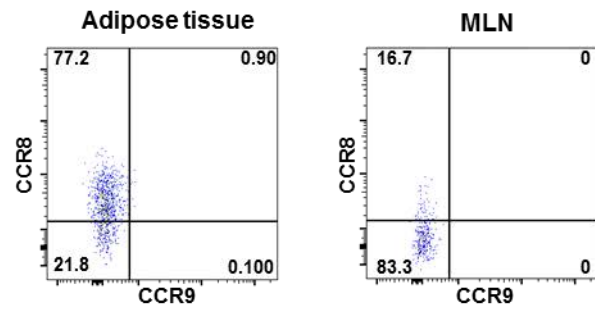 Adipose tissue
77.2 0.90
CCR8
21.8 0.100
CCR9
MLN
16.7 0
CCR8
83.3 0
CCR9